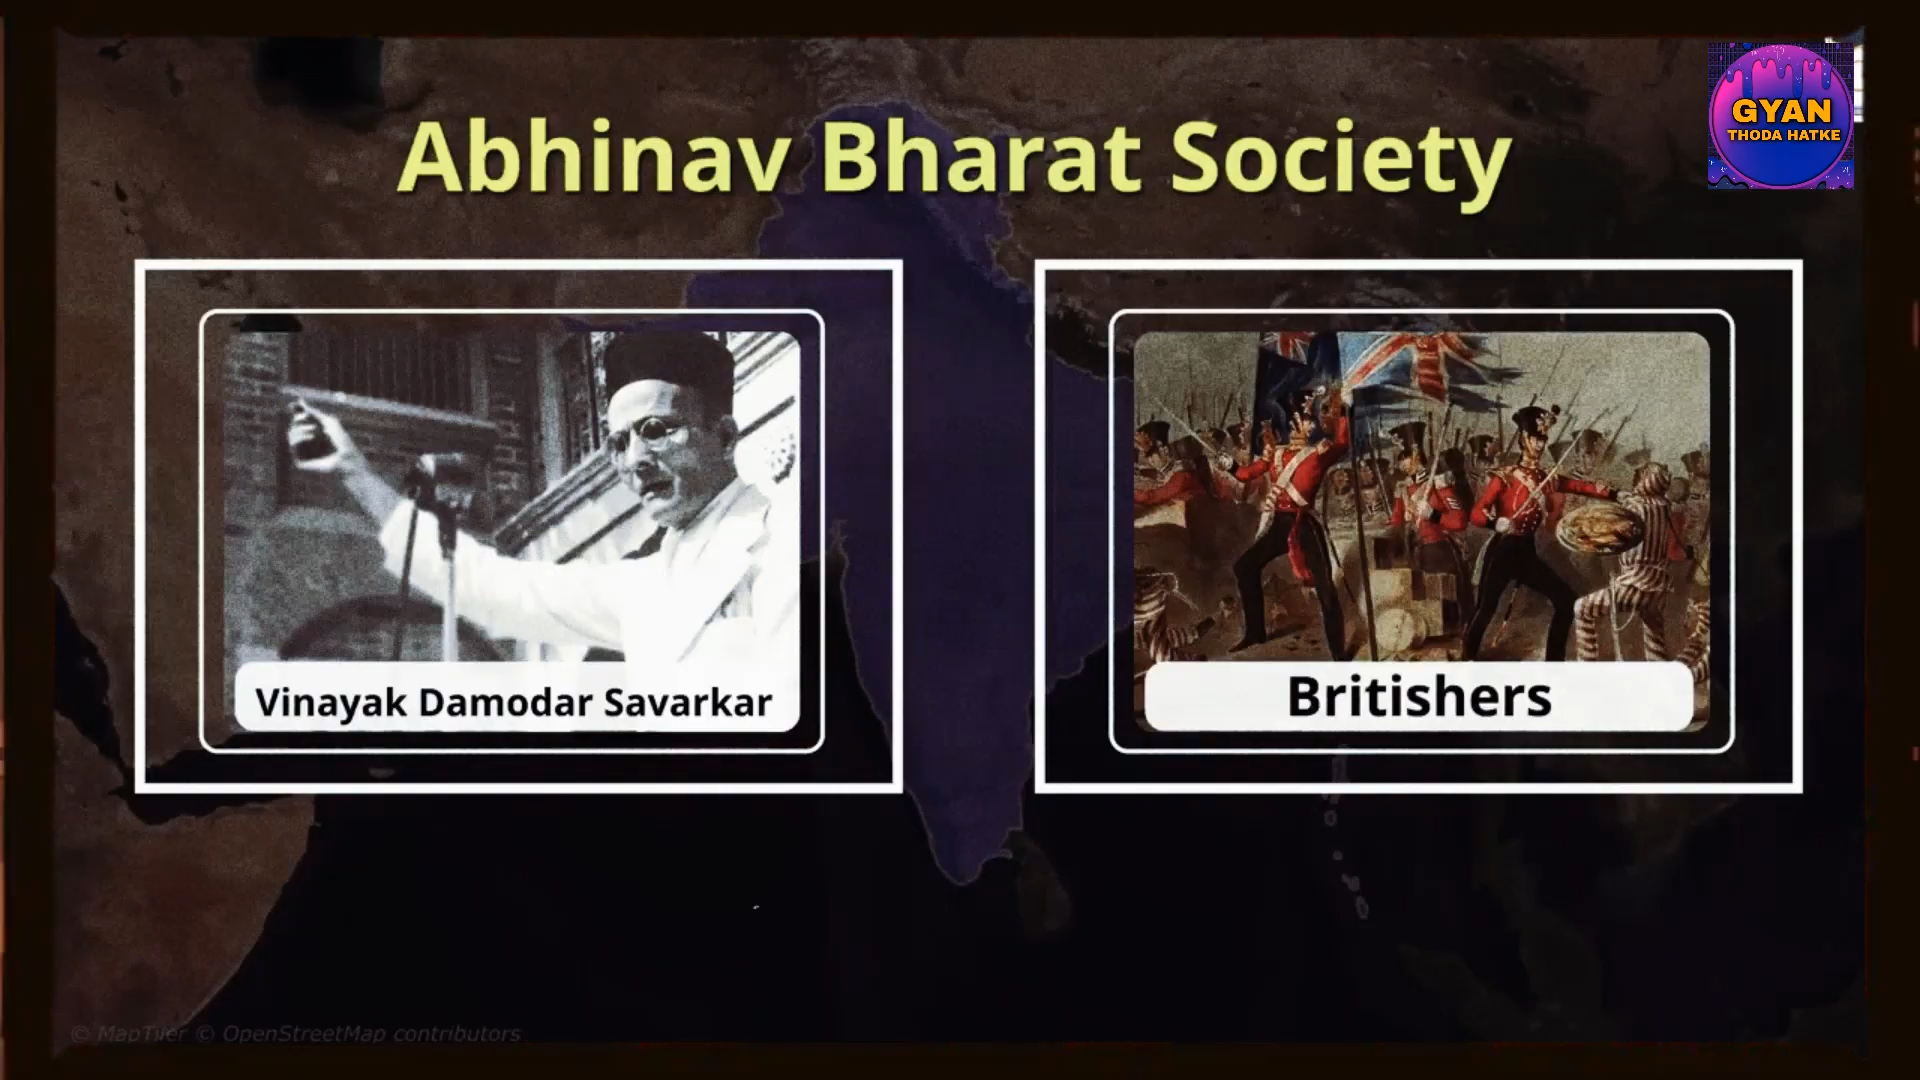 Abhinav Bharat Society
GYAN
THODA HATKE
Vinayak Damodar Savarkar
Britishers
© MapTiler © OpenStreetMap contributors